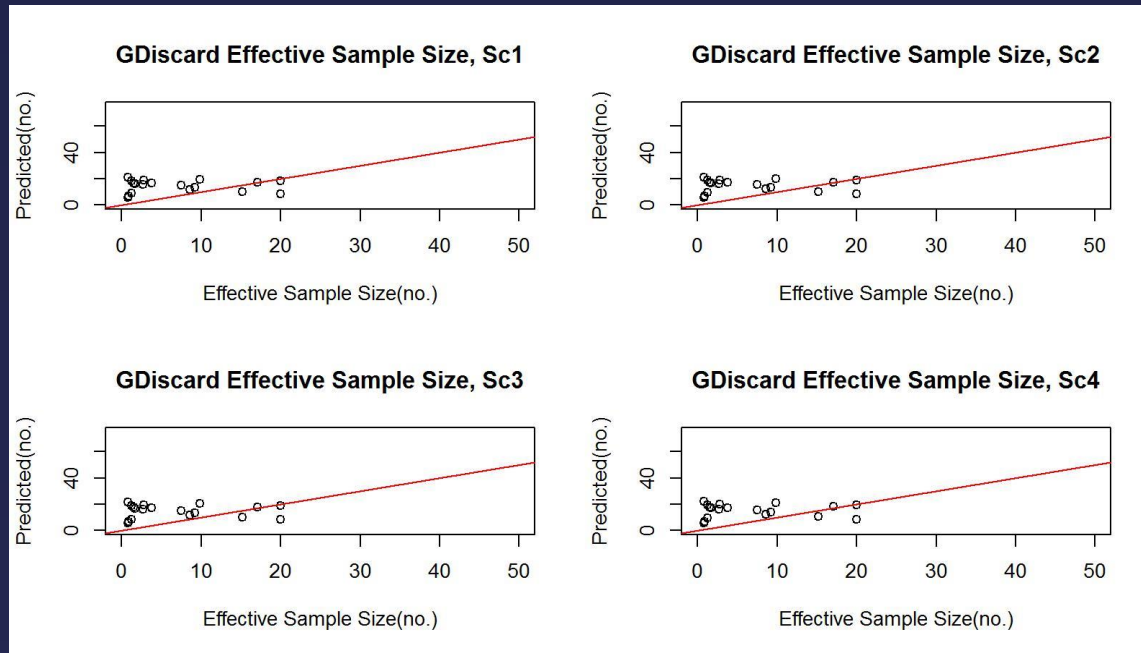 GDiscard Effective Sample Size, Sc1
Predicted(no.)
40
0
0 10 20 30 40 50
Effective Sample Size(no.)
GDiscard Effective Sample Size, Sc2
Predicted(no.)
40
0
0 10 20 30 40 50
Effective Sample Size(no.)
GDiscard Effective Sample Size, Sc3
Predicted(no.)
40
0
0 10 20 30 40 50
Effective Sample Size(no.)
GDiscard Effective Sample Size, Sc4
Predicted(no.)
40
0
0 10 20 30 40 50
Effective Sample Size(no.)